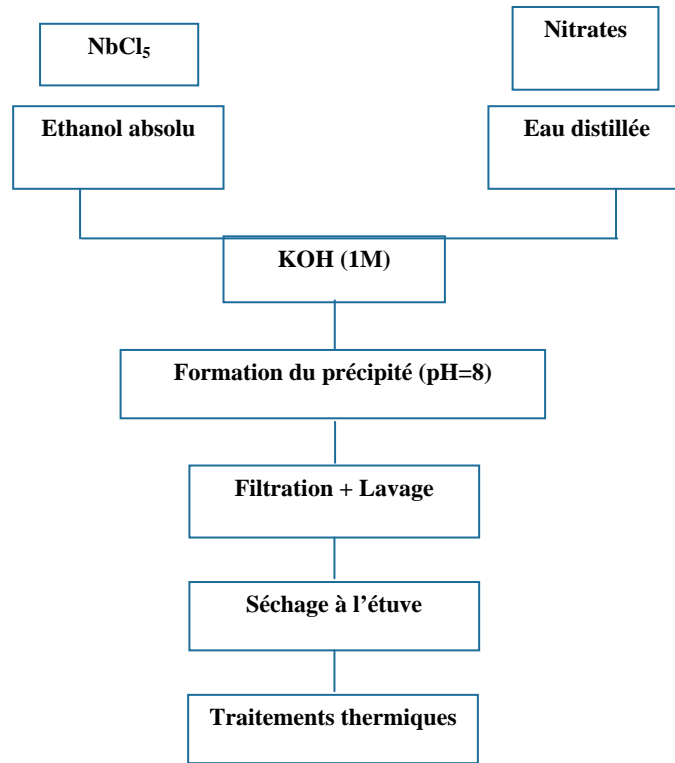 NbCl₅
Nitrates
Ethanol absolu
Eau distillée
KOH (1M)
Formation du précipité (pH=8)
Filtration + Lavage
Séchage à l’étuve
Traitements thermiques